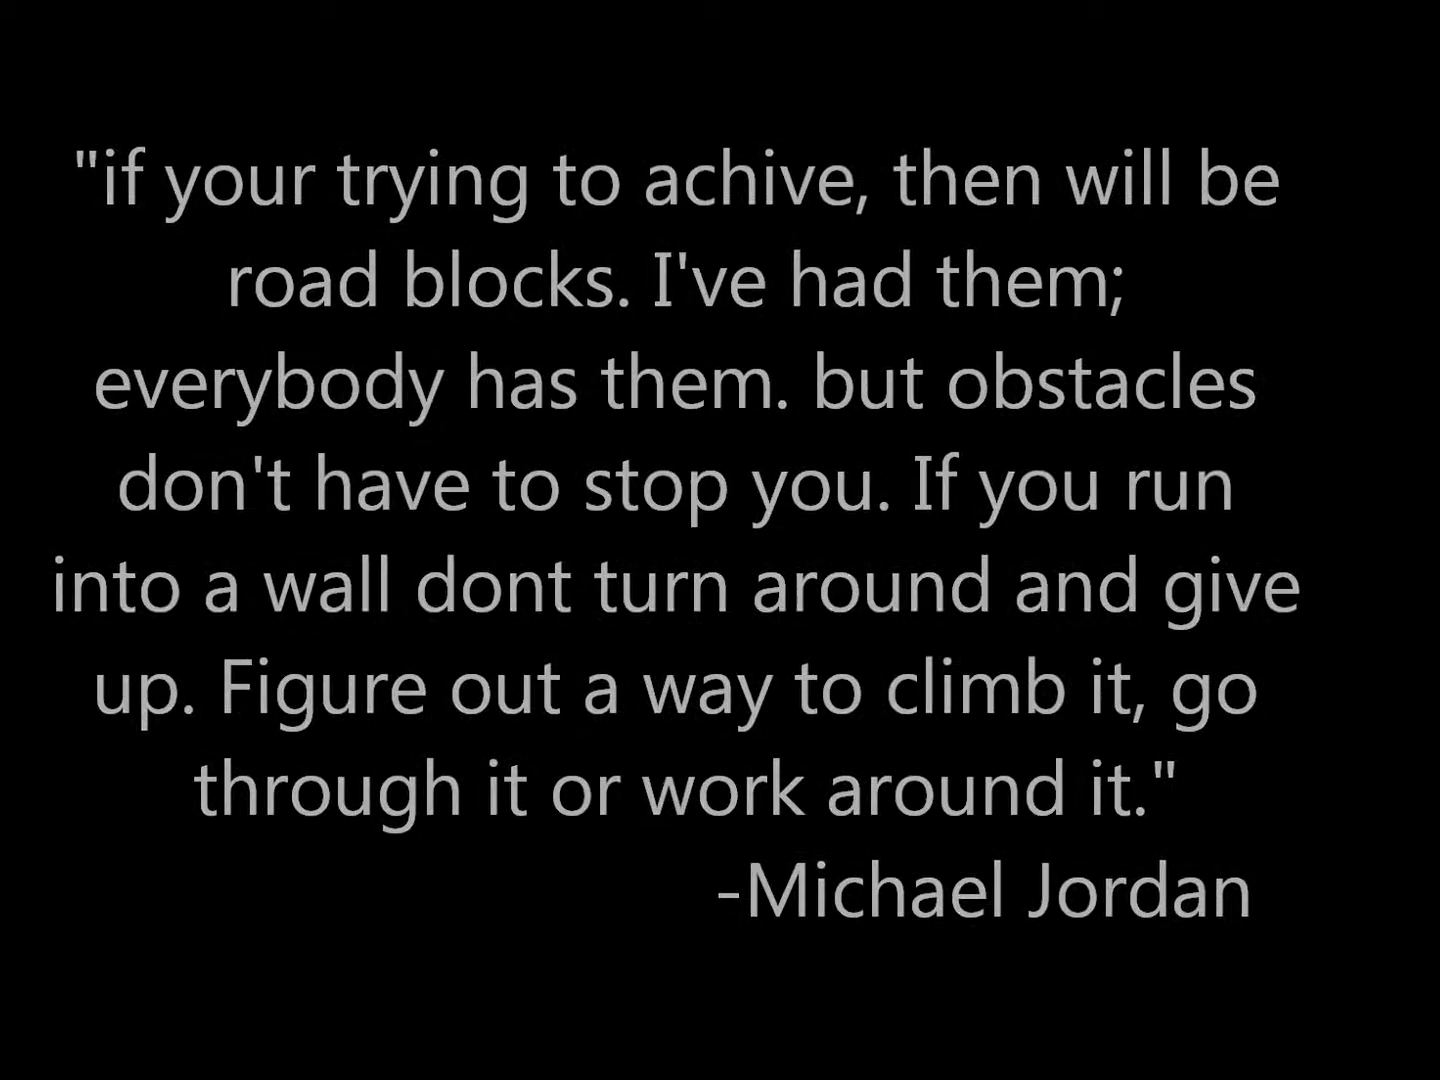 "if your trying to achive, then will be
road blocks. I've had them;
everybody has them. but obstacles
don't have to stop you. If you run
into a wall dont turn around and give
up. Figure out a way to climb it, go
through it or work around it."
-Michael Jordan